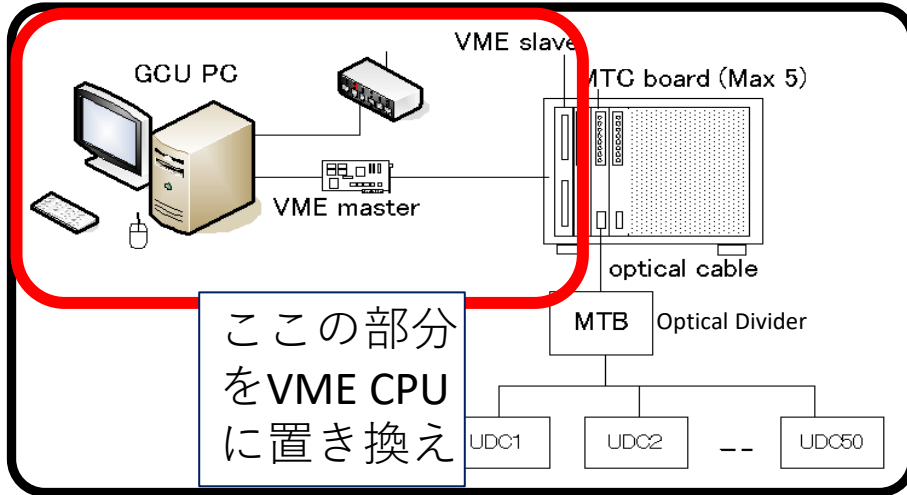 VME slave
GCU PC
MTC board (Max 5)
VME master
optical cable
MTB
Optical Divider
ここの部分
をVME CPU
に置き換え
UDC1
UDC2
--
UDC50